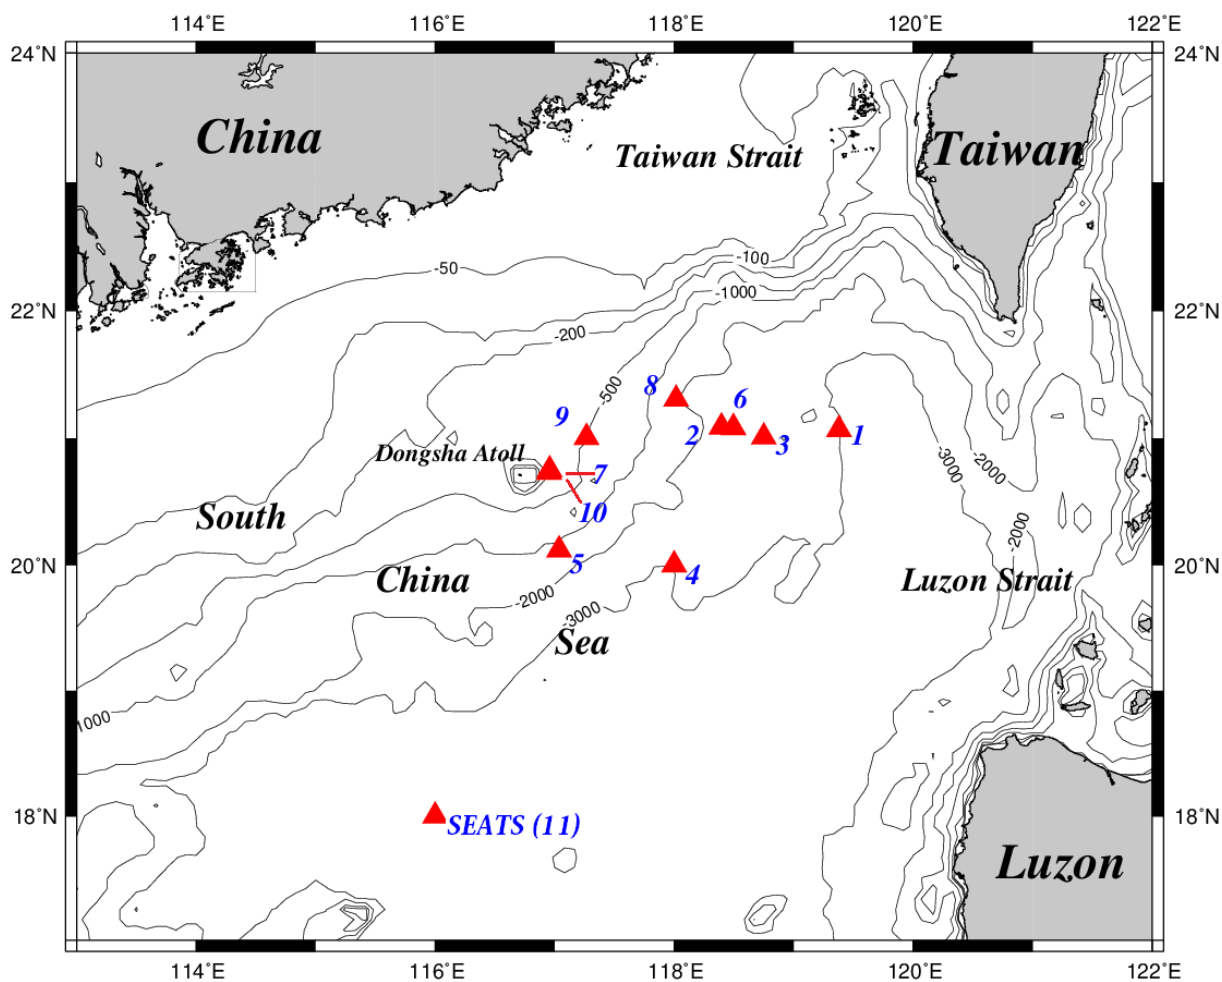 114°E 116°E 118°E 120°E 122°E
24°N 24°N
China
Taiwan Strait
Taiwan
-50
-100
-1000
22°N 22°N
-200
8
-500
6
9
2
3
1
Dongsha Atoll
-3000
-2000
7
10
South
-2000
20°N 20°N
5
4
China
Luzon Strait
-2000
-3000
Sea
1000
18°N 18°N
SEATS (11)
Luzon
114°E 116°E 118°E 120°E 122°E